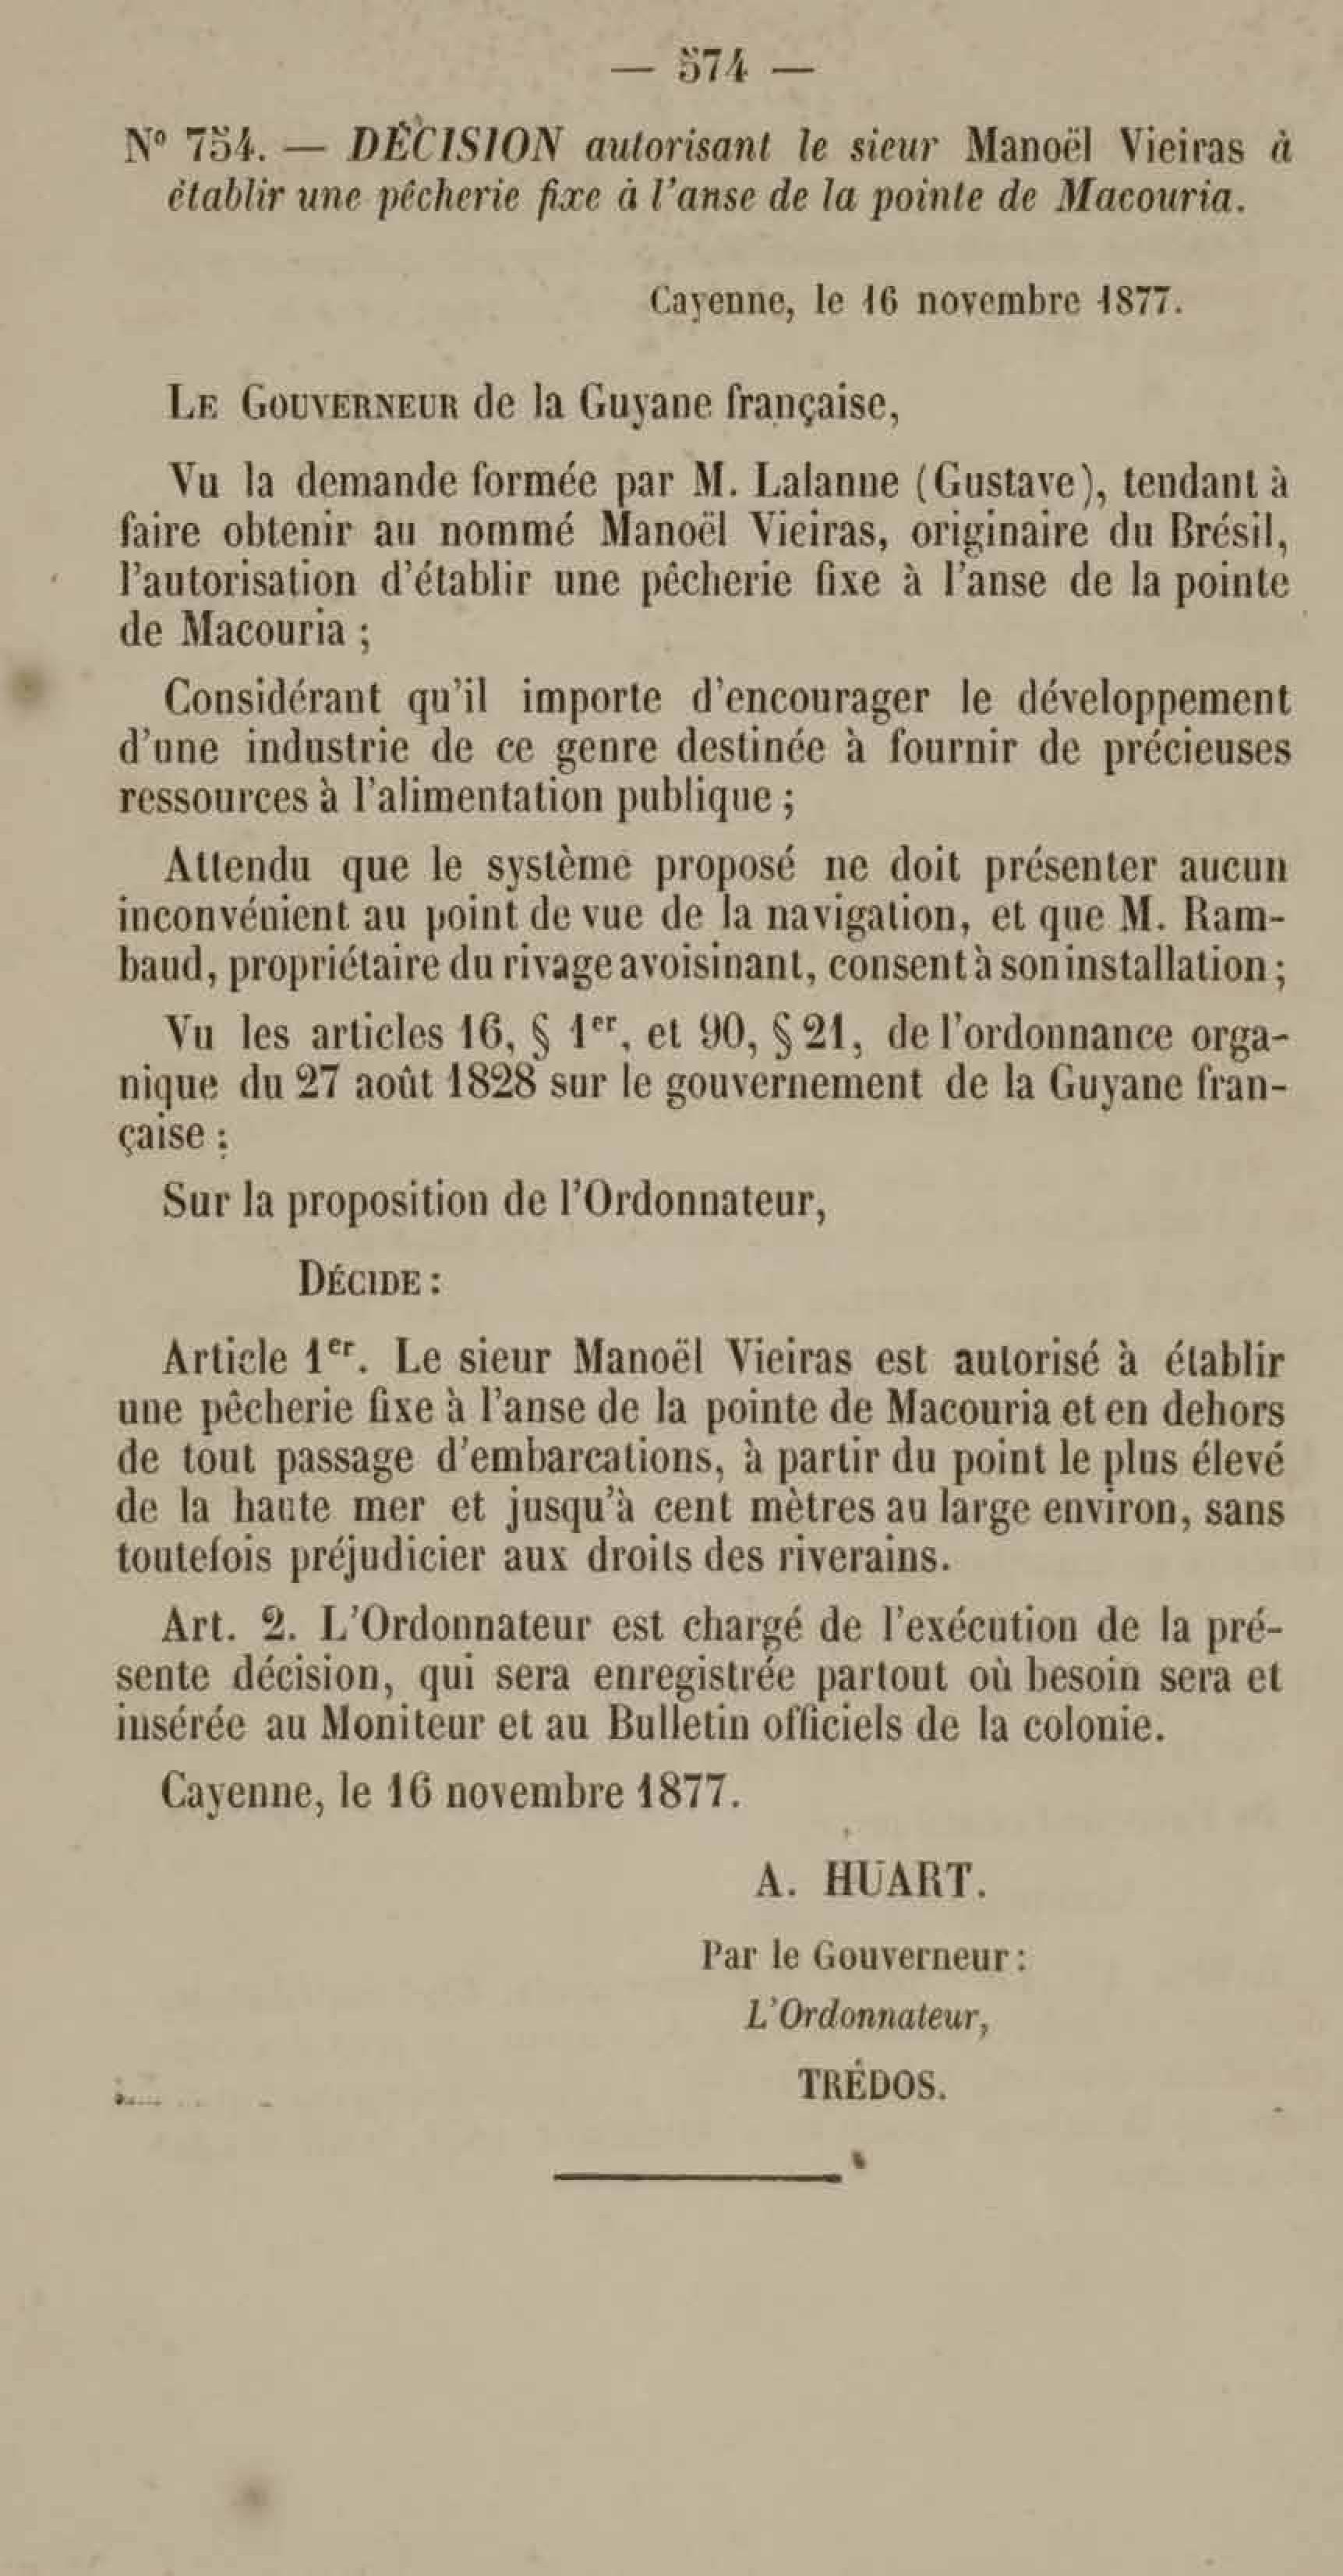 — 574 —
N° 754. — DÉCISION autorisant le sieur Manoël Vieiras à
établir une pêcherie fixe à l'anse de la pointe de Macouria.
Cayenne, le 16 novembre 1877.
LE GOUVERNEUR de la Guyane française,
Vu la demande formée par M. Lalanne (Gustave), tendant à
faire obtenir au nommé Manoël Vieiras, originaire du Brésil,
l'autorisation d'établir une pêcherie fixe à l'anse de la pointe
de Macouria ;
Considérant qu'il importe d'encourager le développement
d'une industrie de ce genre destinée à fournir de précieuses
ressources à l'alimentation publique ;
Attendu que le système proposé ne doit présenter aucun
inconvénient au point de vue de la navigation, et que M. Ram-
baud, propriétaire du rivage avoisinant, consent à son installation ;
Vu les articles 16, § 1er, et 90, § 21, de l'ordonnance orga-
nique du 27 août 1828 sur le gouvernement de la Guyane fran-
çaise ;
Sur la proposition de l'Ordonnateur,
DÉCIDE :
Article 1er. Le sieur Manoël Vieiras est autorisé à établir
une pêcherie fixe à l'anse de la pointe de Macouria et en dehors
de tout passage d'embarcations, à partir du point le plus élevé
de la haute mer et jusqu'à cent mètres au large environ, sans
toutefois préjudicier aux droits des riverains.
Art. 2. L'Ordonnateur est chargé de l'exécution de la pré-
sente décision, qui sera enregistrée partout où besoin sera et
insérée au Moniteur et au Bulletin officiels de la colonie.
Cayenne, le 16 novembre 1877.
A. HUART.
Par le Gouverneur :
L'Ordonnateur,
TRÉDOS.